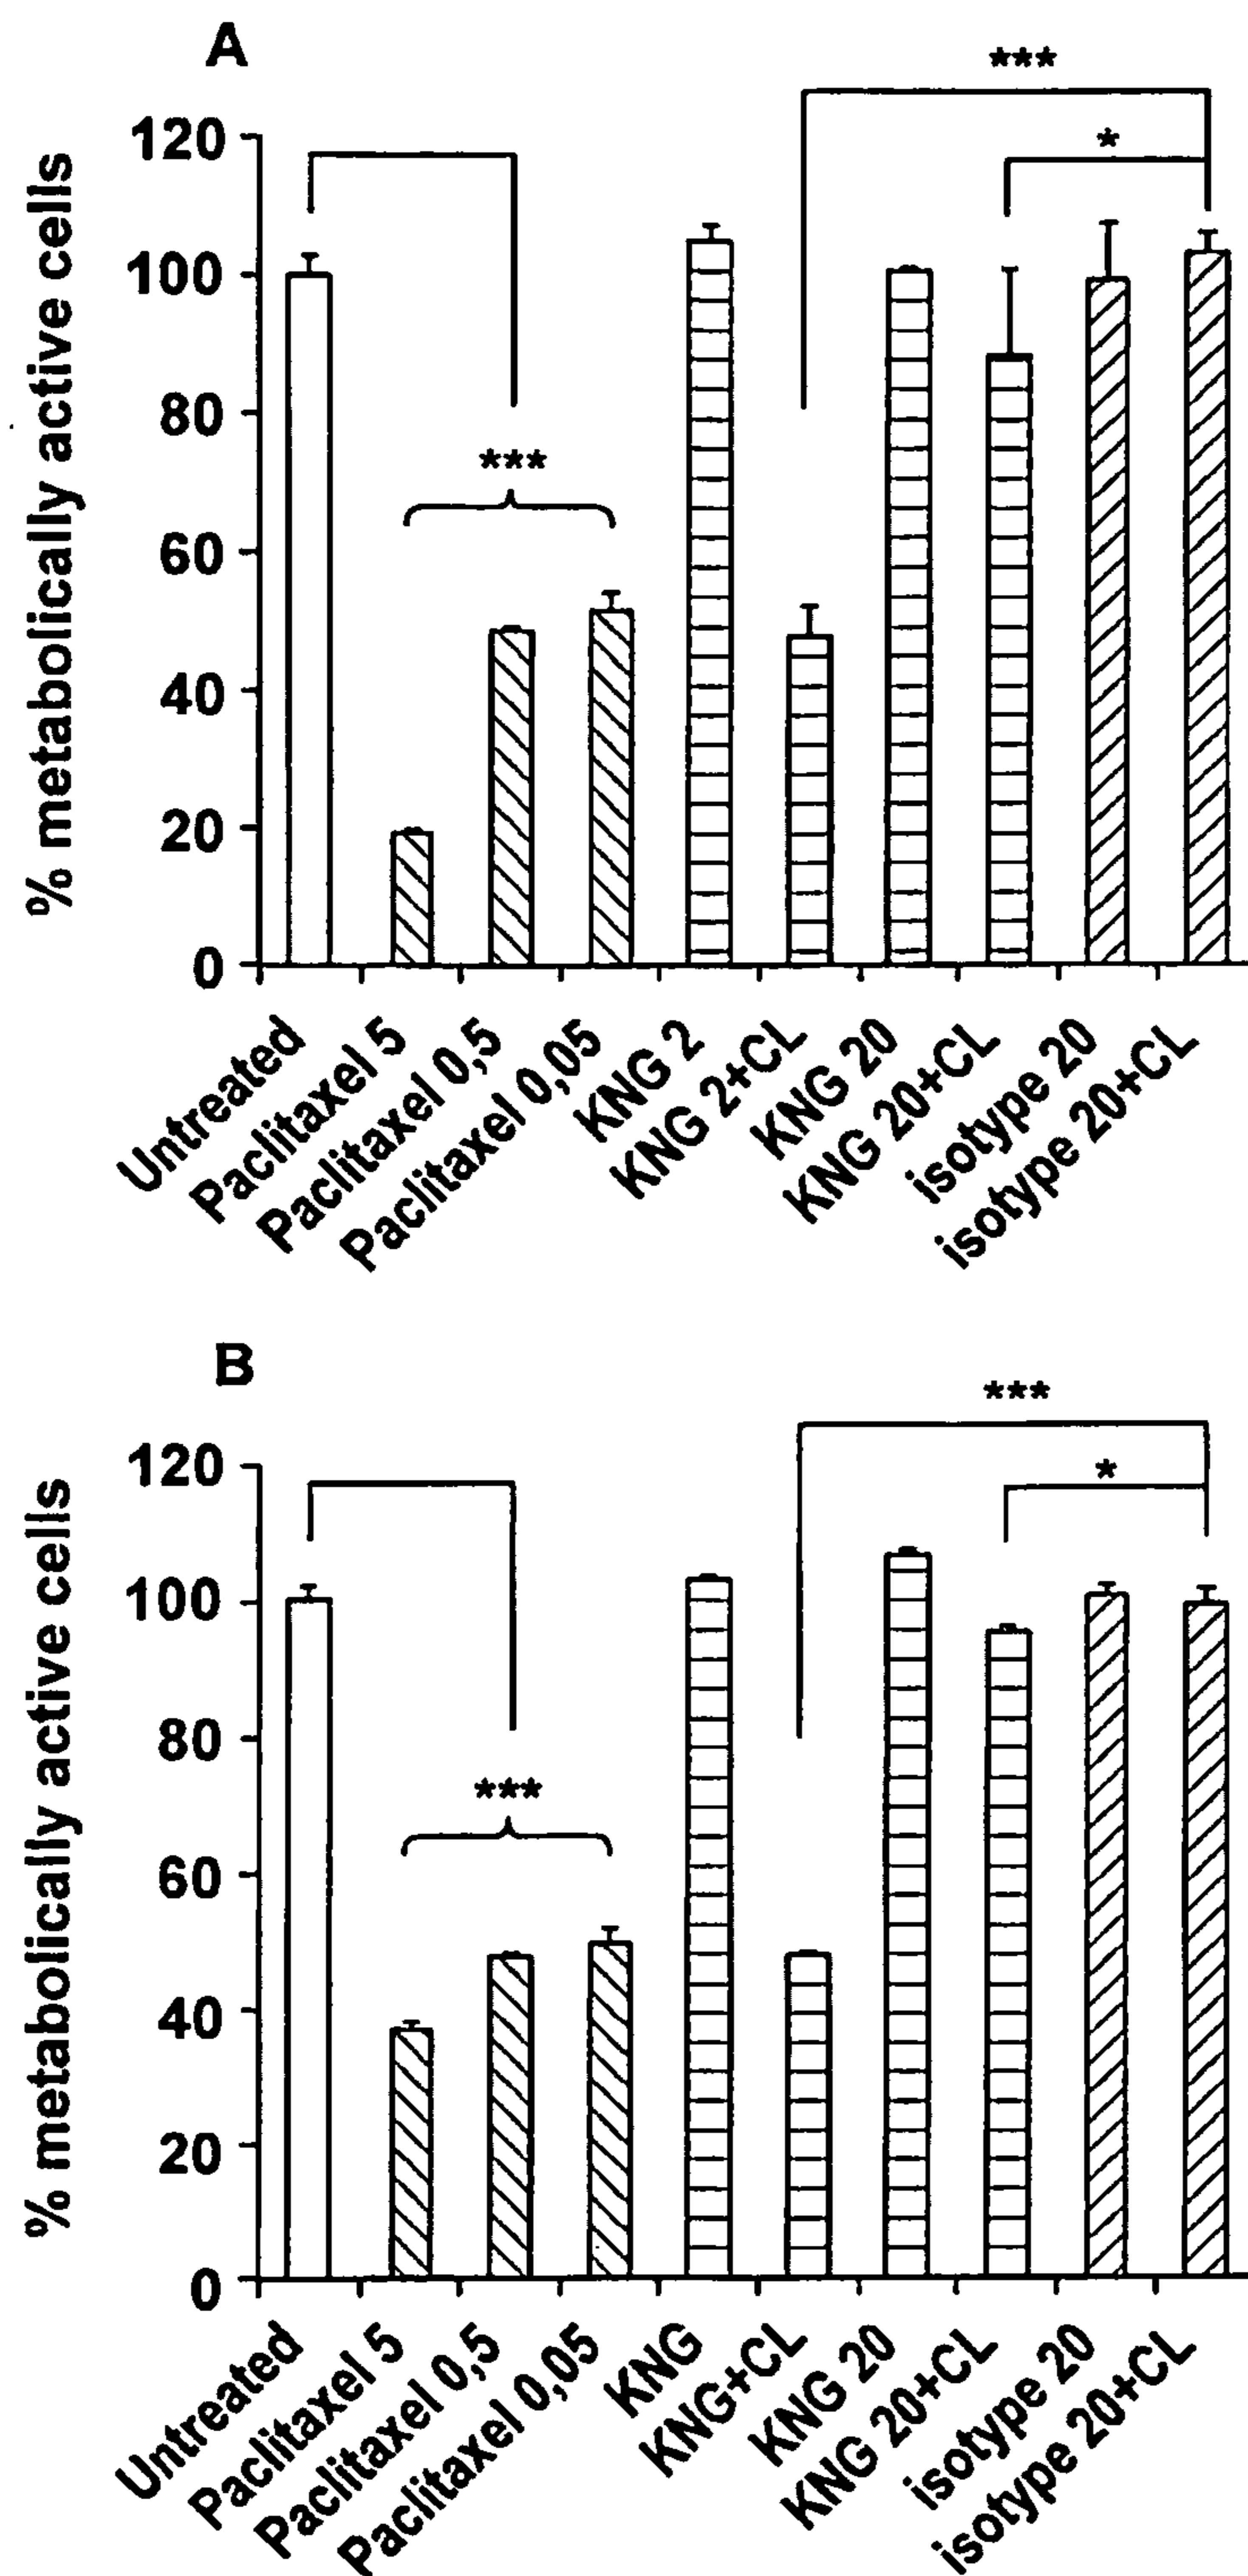 A
***
*
120
100
80
60
40
20
0
% metabolically active cells
***
Untreated
Paclitaxel 5
Paclitaxel 0,5
Paclitaxel 0,05
KNG 2
KNG 2+CL
KNG 20
KNG 20+CL
isotype 20
isotype 20+CL
B
***
*
120
100
80
60
40
20
0
% metabolically active cells
***
Untreated
Paclitaxel 5
Paclitaxel 0,5
Paclitaxel 0,05
KNG
KNG+CL
KNG 20
KNG 20+CL
isotype 20
isotype 20+CL